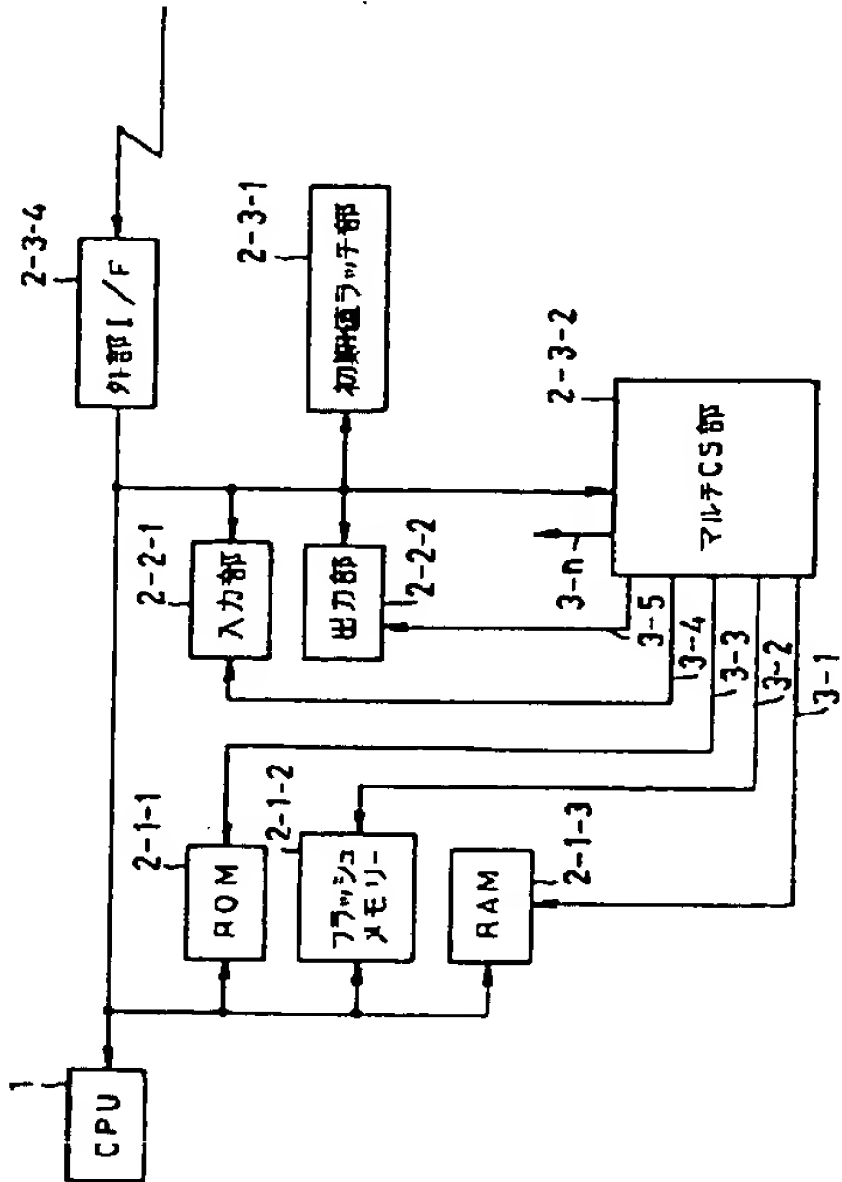 1
CPU
2-1-1
ROM
2-1-2
フラッシュ
メモリー
2-1-3
RAM
2-2-1
入力部
2-2-2
出力部
2-3-4
外部I/F
2-3-1
初期値ラッチ部
2-3-2
マルチCS部
3-n
3-5
3-4
3-3
3-2
3-1